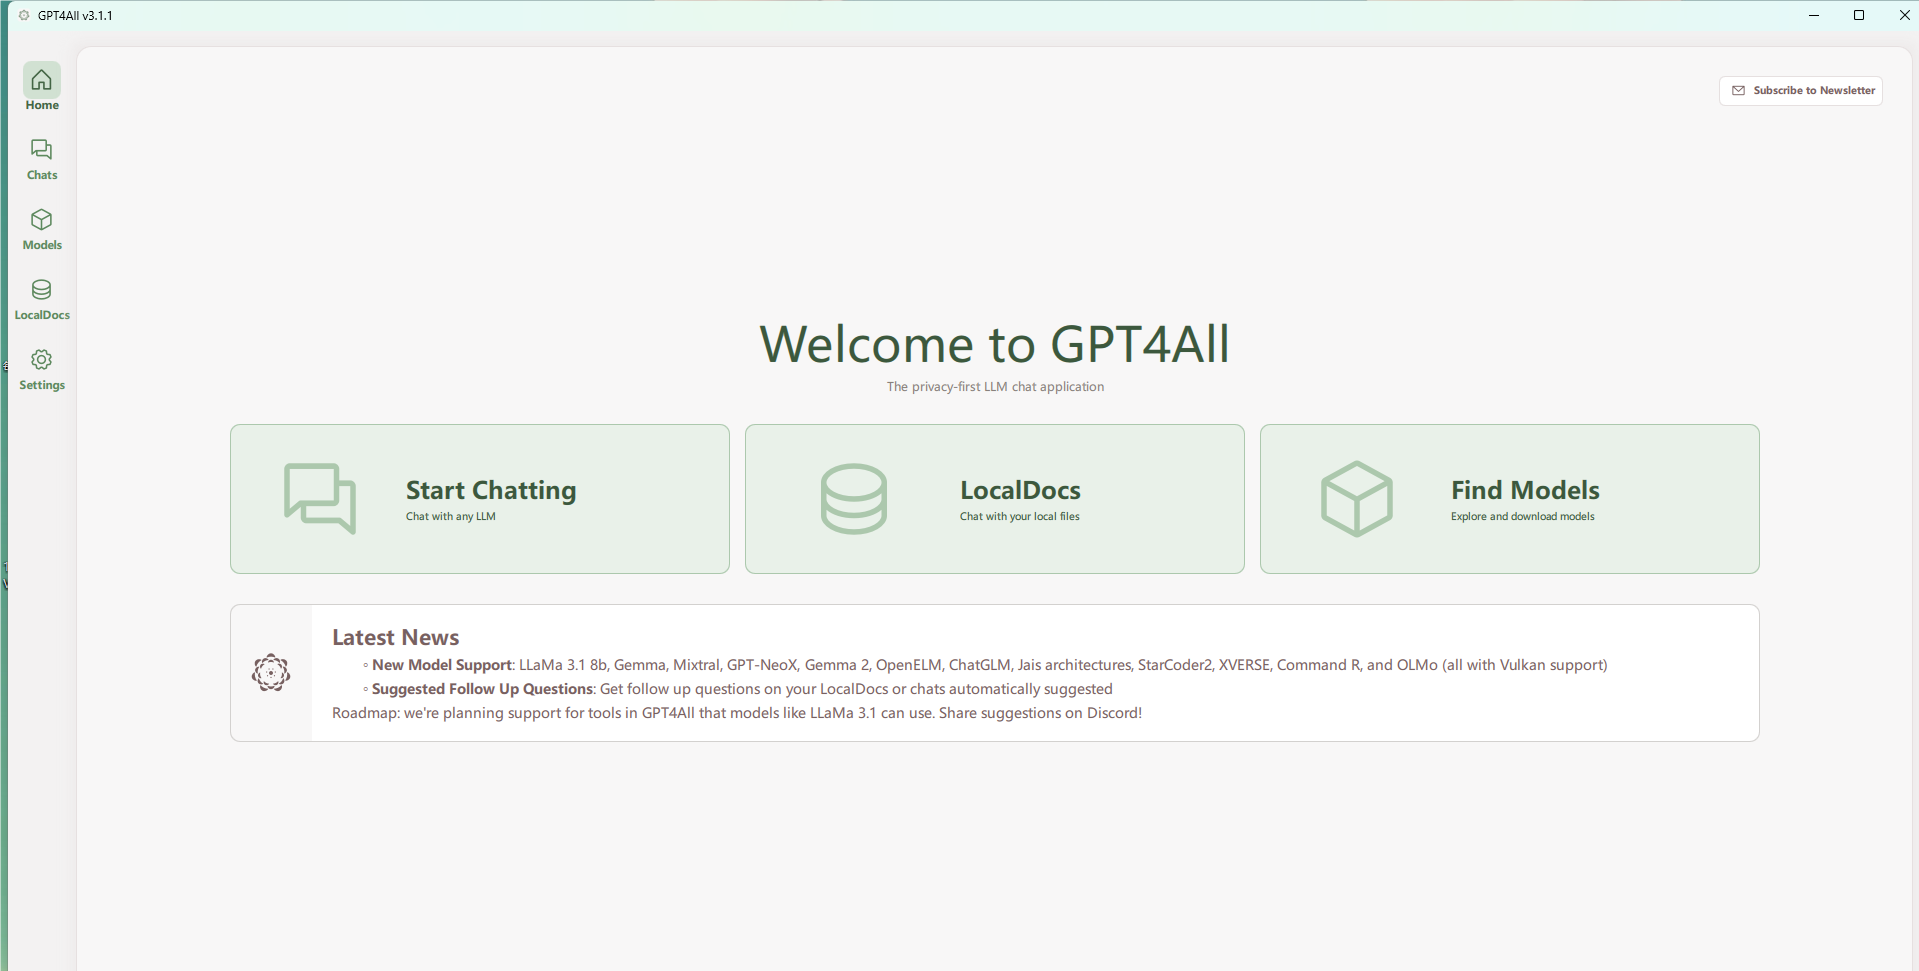 GPT4All v3.1.1
Home
Chats
Models
LocalDocs
Settings
Subscribe to Newsletter
Welcome to GPT4All
The privacy-first LLM chat application
Start Chatting
Chat with any LLM
LocalDocs
Chat with your local files
Find Models
Explore and download models
Latest News
◦ New Model Support: LLaMa 3.1 8b, Gemma, Mixtral, GPT-NeoX, Gemma 2, OpenELM, ChatGLM, Jais architectures, StarCoder2, XVERSE, Command R, and OLMo (all with Vulkan support)
◦ Suggested Follow Up Questions: Get follow up questions on your LocalDocs or chats automatically suggested
Roadmap: we're planning support for tools in GPT4All that models like LLaMa 3.1 can use. Share suggestions on Discord!